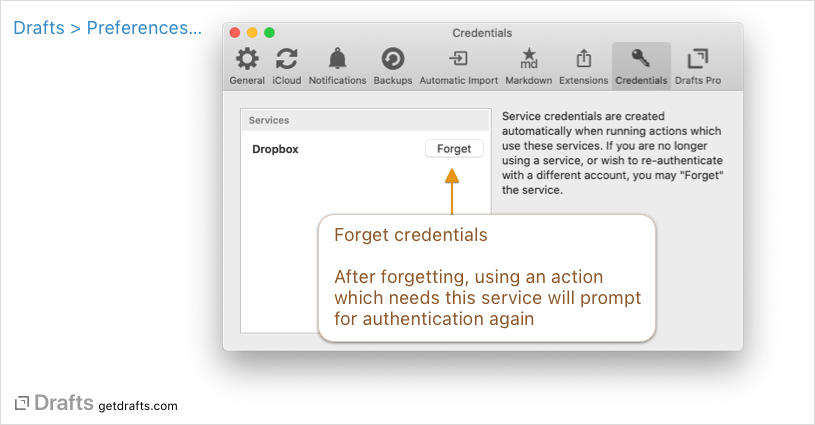 Drafts > Preferences...
Credentials
General
iCloud
Notifications
Backups
Automatic Import
md
Markdown
Extensions
Credentials
Drafts Pro
Services
Dropbox
Forget
Service credentials are created
automatically when running actions which
use these services. If you are no longer
using a service, or wish to re-authenticate
with a different account, you may "Forget"
the service.
Forget credentials
After forgetting, using an action
which needs this service will prompt
for authentication again
Drafts getdrafts.com